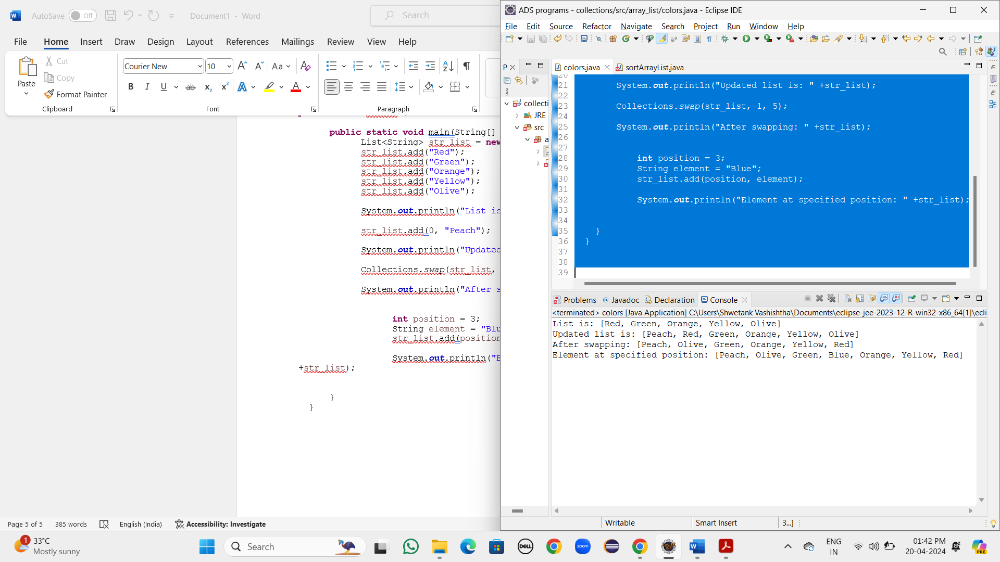 AutoSave Off Document1 - Word Search
File Home Insert Draw Design Layout References Mailings Review View Help
Paste Cut Copy Format Painter
Courier New 10
Clipboard Font Paragraph
public static void main(String[]
List<String> str_list = new
str_list.add("Red");
str_list.add("Green");
str_list.add("Orange");
str_list.add("Yellow");
str_list.add("Olive");
System.out.println("List is
str_list.add(0, "Peach");
System.out.println("Updated
Collections.swap(str_list,
System.out.println("After s
int position = 3;
String element = "Blu
str_list.add(position
System.out.println("E
+str_list);
}
}
Page 5 of 5 385 words English (India) Accessibility: Investigate
ADS programs - collections/src/array_list/colors.java - Eclipse IDE
File Edit Source Refactor Navigate Search Project Run Window Help
P
collecti
JRE
src
a
colors.java sortArrayList.java
20
21 System.out.println("Updated list is: " +str_list);
22
23 Collections.swap(str_list, 1, 5);
24
25 System.out.println("After swapping: " +str_list);
26
27
28 int position = 3;
29 String element = "Blue";
30 str_list.add(position, element);
31
32 System.out.println("Element at specified position: " +str_list);
33
34
35 }
36 }
37
38
39
Problems Javadoc Declaration Console
<terminated> colors [Java Application] C:\Users\Shwetank Vashishtha\Documents\eclipse-jee-2023-12-R-win32-x86_64[1]\ecli
List is: [Red, Green, Orange, Yellow, Olive]
Updated list is: [Peach, Red, Green, Orange, Yellow, Olive]
After swapping: [Peach, Olive, Green, Orange, Yellow, Red]
Element at specified position: [Peach, Olive, Green, Blue, Orange, Yellow, Red]
Writable Smart Insert 3...]
1 33°C
Mostly sunny
Search
DELL
zoom
ENG
IN
01:42 PM
20-04-2024
PRE